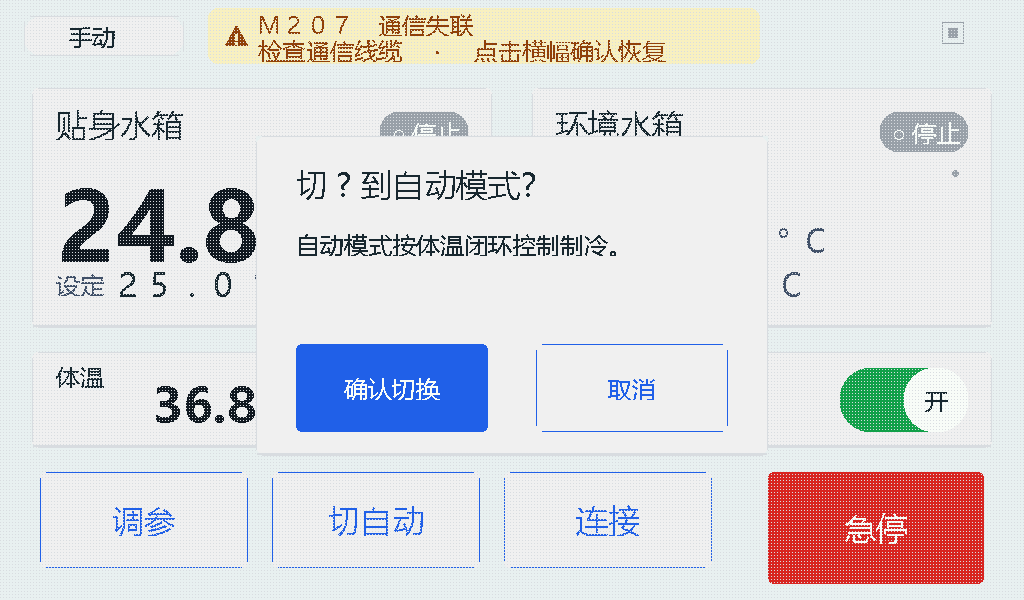 手动
M207 通信失联
检查通信线缆 · 点击横幅确认恢复
贴身水箱
停止
环境水箱
停止
切?到自动模式?
自动模式按体温闭环控制制冷。
24.8
°C
设定 25.0
C
确认切换
取消
体温
36.8
开
调参
切自动
连接
急停